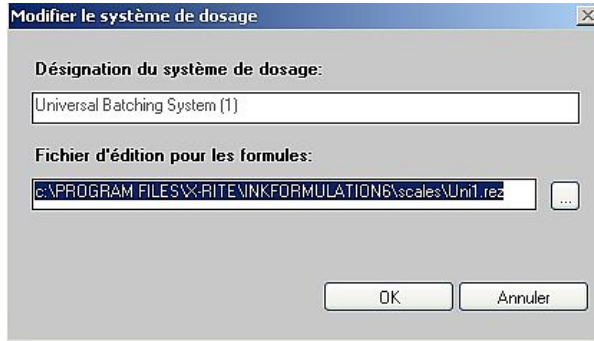 Modifier le système de dosage
Désignation du système de dosage:
Universal Batching System (1)
Fichier d'édition pour les formules:
c:\PROGRAM FILES\X-RITE\INKFORMULATION6\scales\Uni1.rez
...
OK Annuler